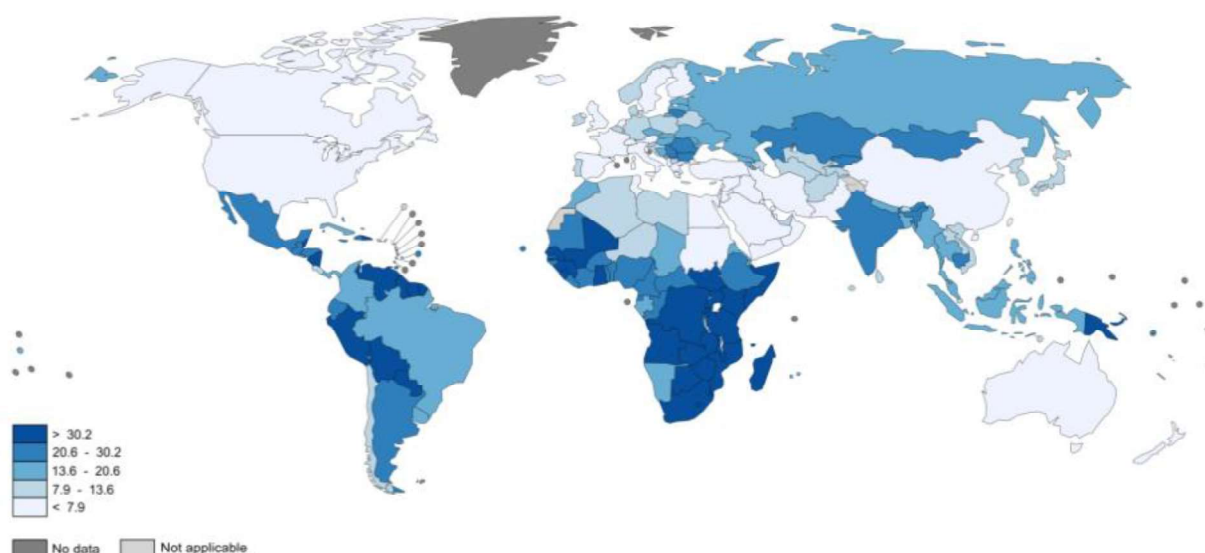 > 30.2
20.6 - 30.2
13.6 - 20.6
7.9 - 13.6
< 7.9
No data
Not applicable